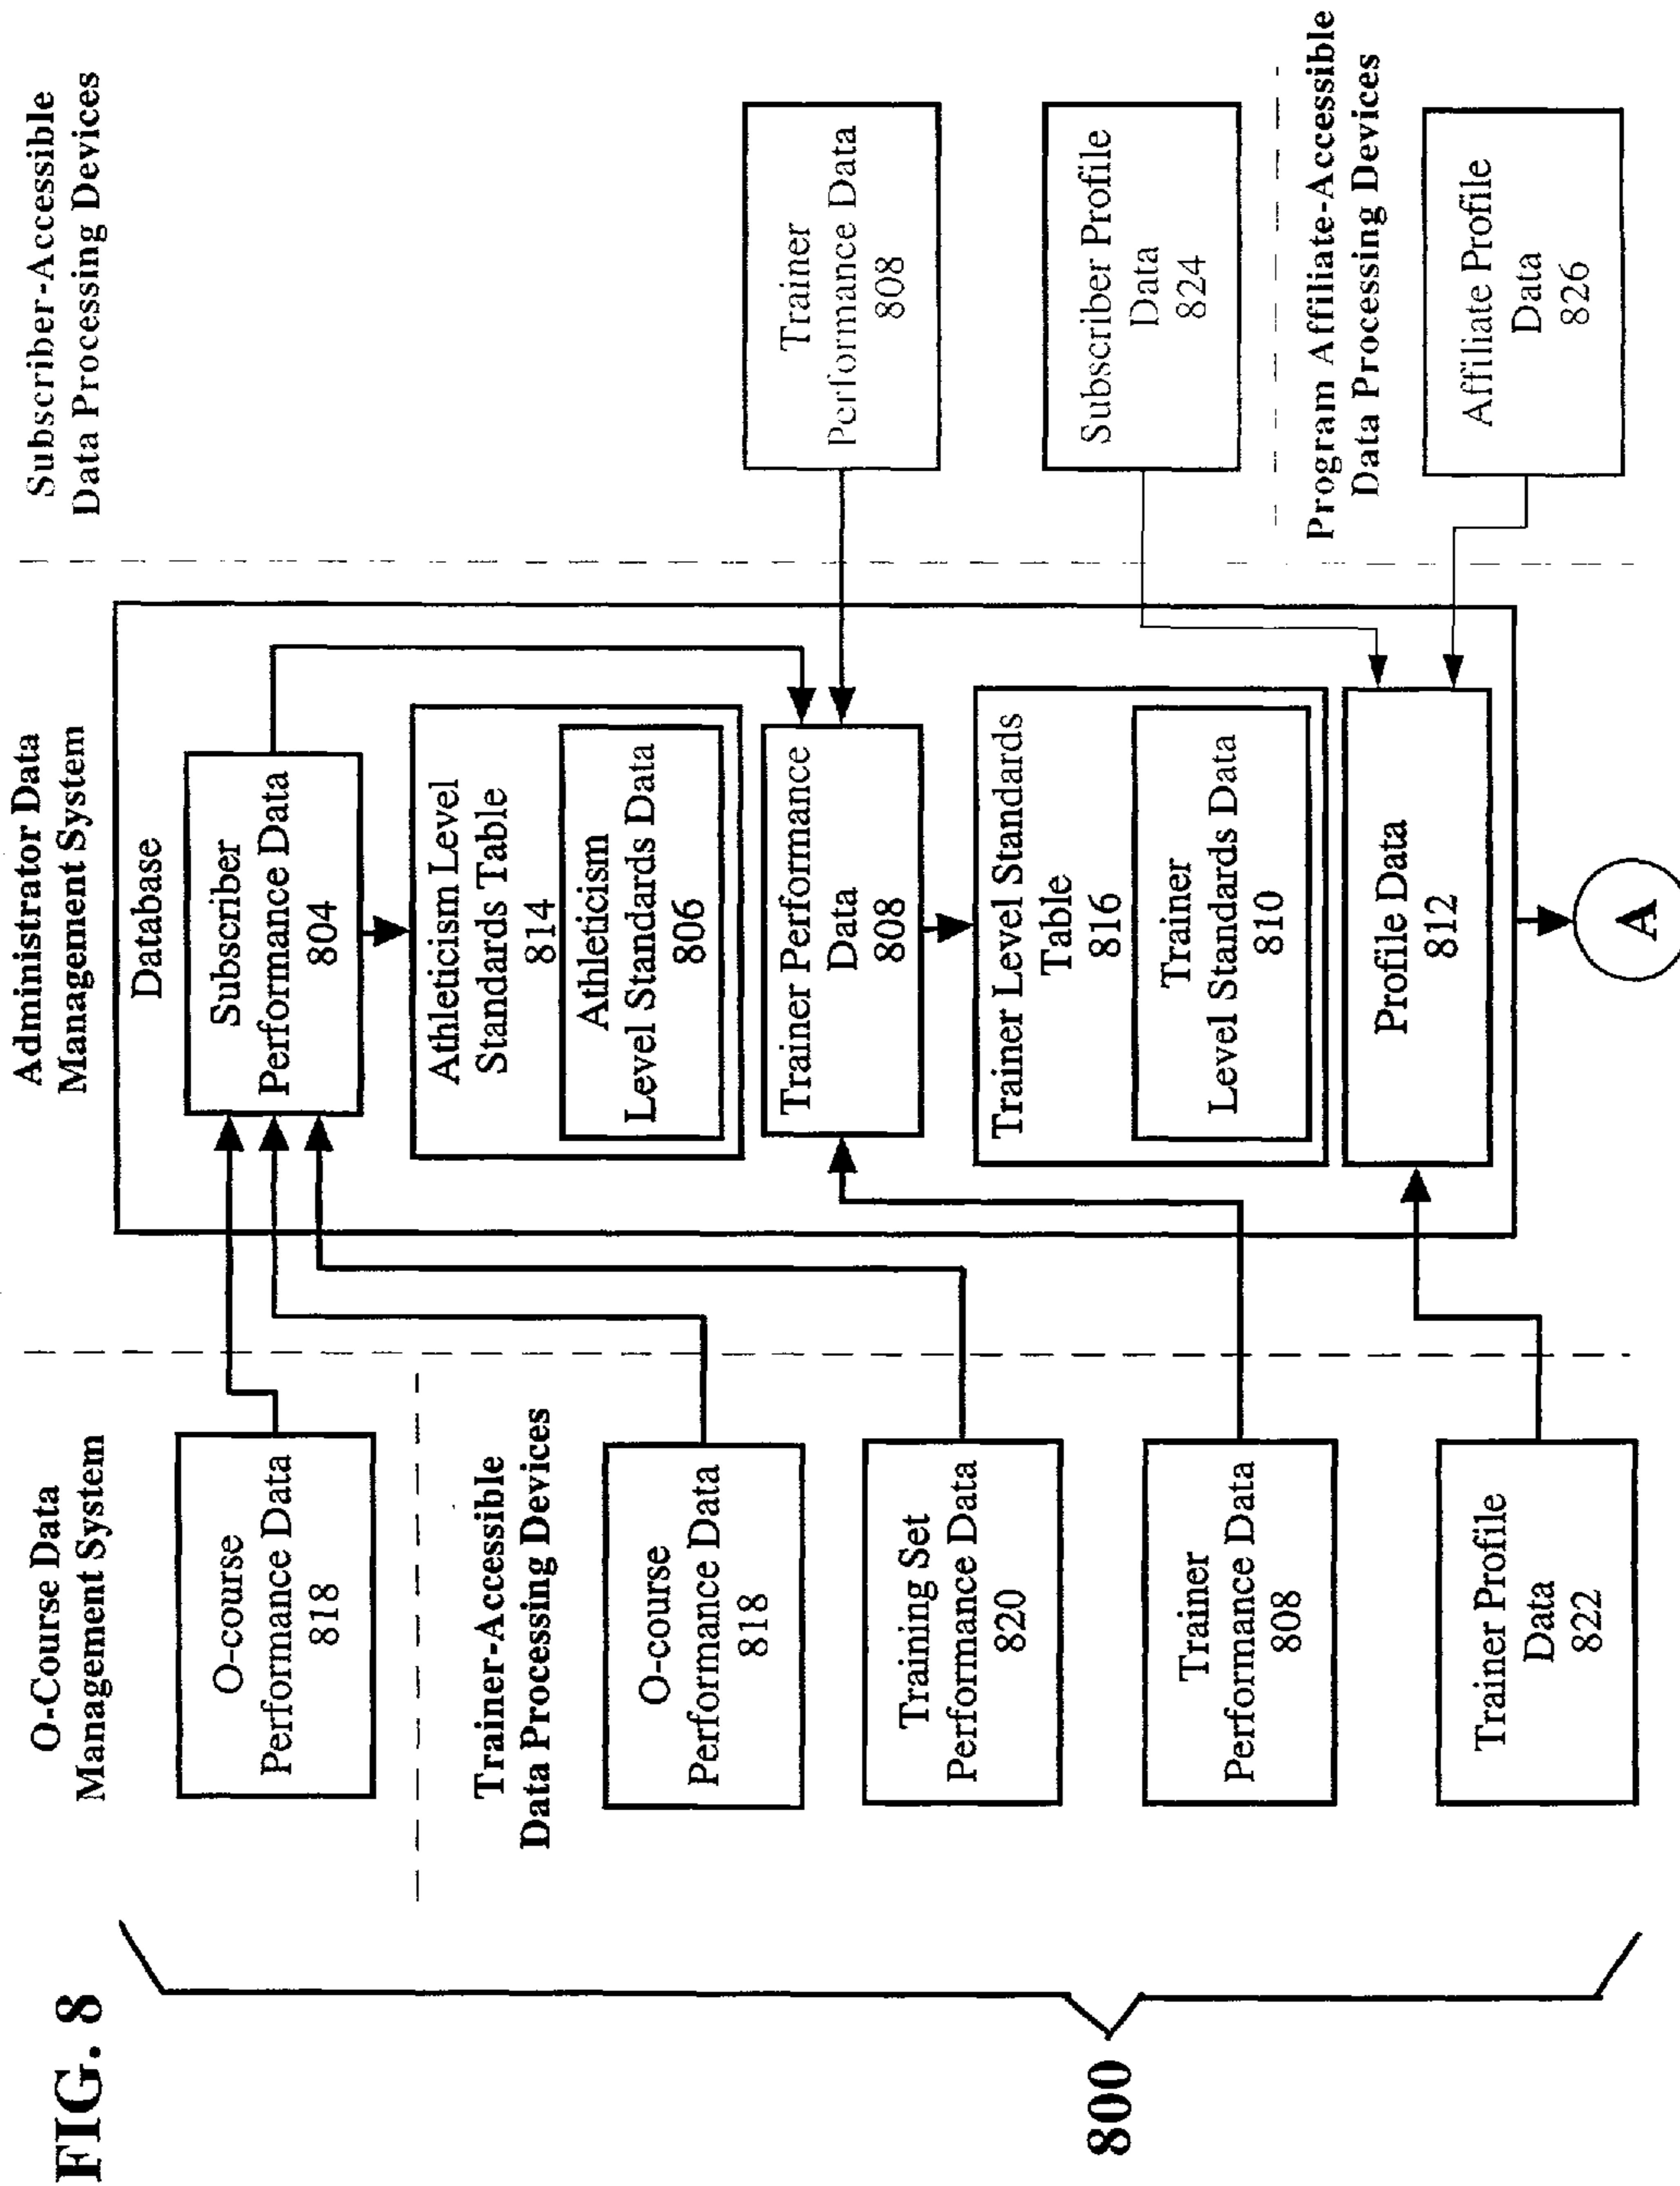 FIG. 8
800
O-Course Data
Management System
O-course
Performance Data
818
Trainer-Accessible
Data Processing Devices
O-course
Performance Data
818
Training Set
Performance Data
820
Trainer
Performance Data
808
Trainer Profile
Data
822
Administrator Data
Management System
Database
Subscriber
Performance Data
804
Athleticism Level
Standards Table
814
Athleticism
Level Standards Data
806
Trainer Performance
Data
808
Trainer Level Standards
Table
816
Trainer
Level Standards Data
810
Profile Data
812
A
Subscriber-Accessible
Data Processing Devices
Trainer
Performance Data
808
Subscriber Profile
Data
824
Program Affiliate-Accessible
Data Processing Devices
Affiliate Profile
Data
826